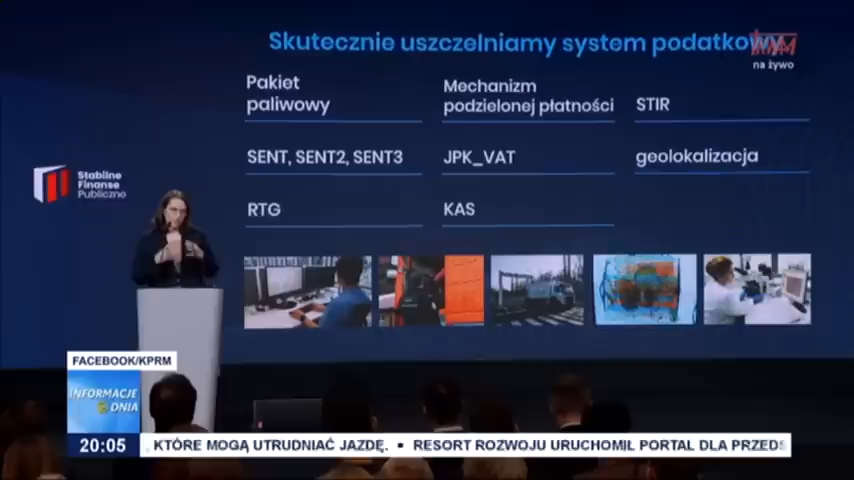 Skutecznie uszczelniamy system podatkowy
TRWAM
na żywo
Pakiet
paliwowy
Mechanizm
podzielonej płatności
STIR
SENT, SENT2, SENT3
JPK_VAT
geolokalizacja
Stabilne
Finanse
Publiczne
RTG
KAS
FACEBOOK/KPRM
INFORMACJE
DNIA
20:05
KTÓRE MOGĄ UTRUDNIAĆ JAZDĘ. • RESORT ROZWOJU URUCHOMIŁ PORTAL DLA PRZEDS